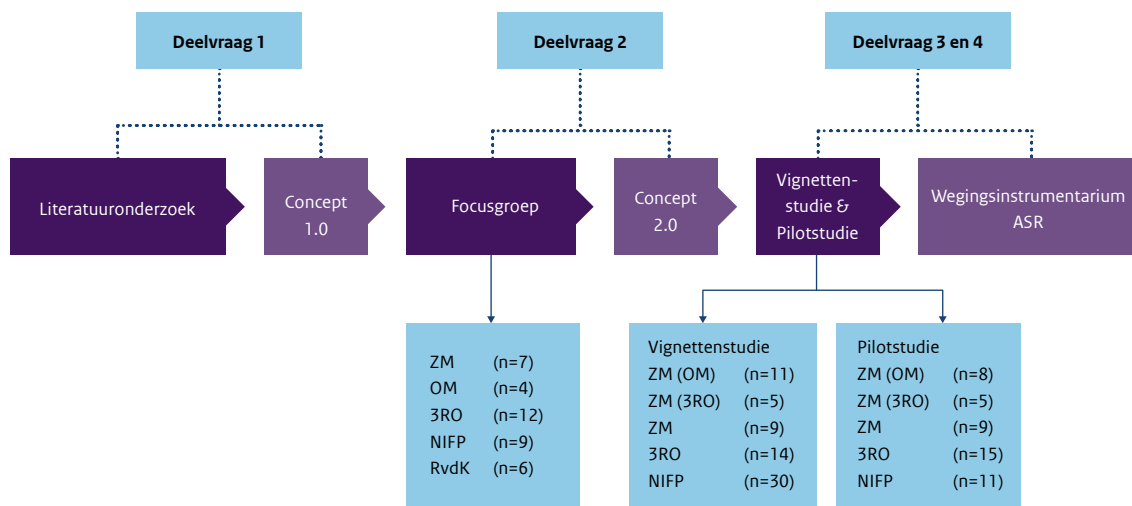 Deelvraag 1
Deelvraag 2
Deelvraag 3 en 4
Literatuuronderzoek
Concept
1.0
Focusgroep
Concept
2.0
Vignetten-
studie &
Pilotstudie
Wegingsinstrumentarium
ASR
ZM (n=7)
OM (n=4)
3RO (n=12)
NIFP (n=9)
RvdK (n=6)
Vignettenstudie
ZM (OM) (n=11)
ZM (3RO) (n=5)
ZM (n=9)
3RO (n=14)
NIFP (n=30)
Pilotstudie
ZM (OM) (n=8)
ZM (3RO) (n=5)
ZM (n=9)
3RO (n=15)
NIFP (n=11)